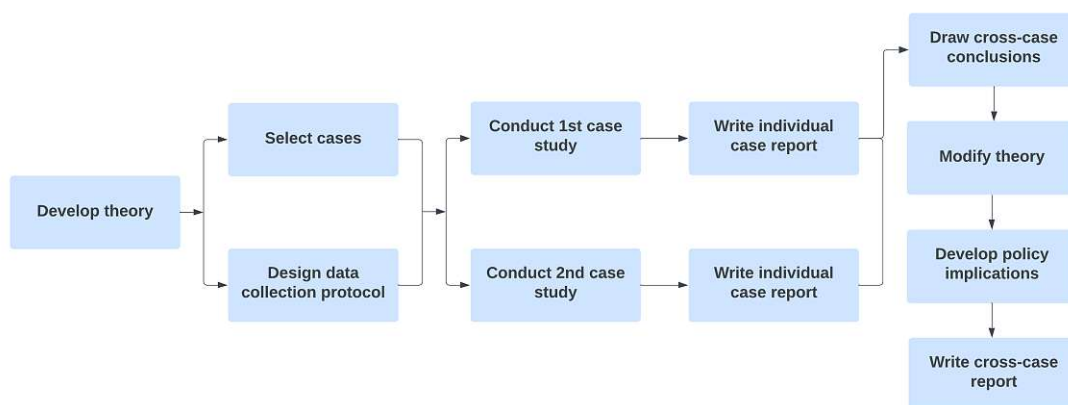 Develop theory
Select cases
Design data
collection protocol
Conduct 1st case
study
Conduct 2nd case
study
Write individual
case report
Write individual
case report
Draw cross-case
conclusions
Modify theory
Develop policy
implications
Write cross-case
report